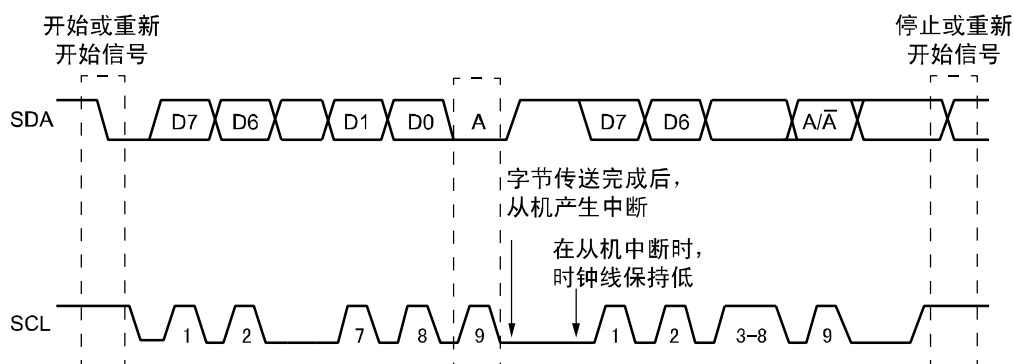 开始或重新
开始信号
停止或重新
开始信号
SDA D7 D6 D1 D0 A D7 D6 A/A̅
字节传送完成后，
从机产生中断
在从机中断时，
时钟线保持低
SCL 1 2 7 8 9 1 2 3-8 9